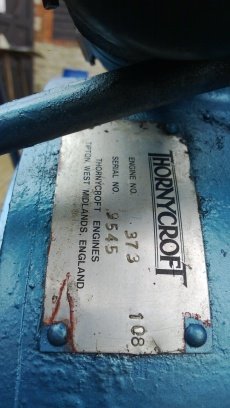 THORNYCROFT
108
ENGINE NO. 373
SERIAL NO. 9545
THORNYCROFT ENGINES
TIPTON, WEST MIDLANDS, ENGLAND